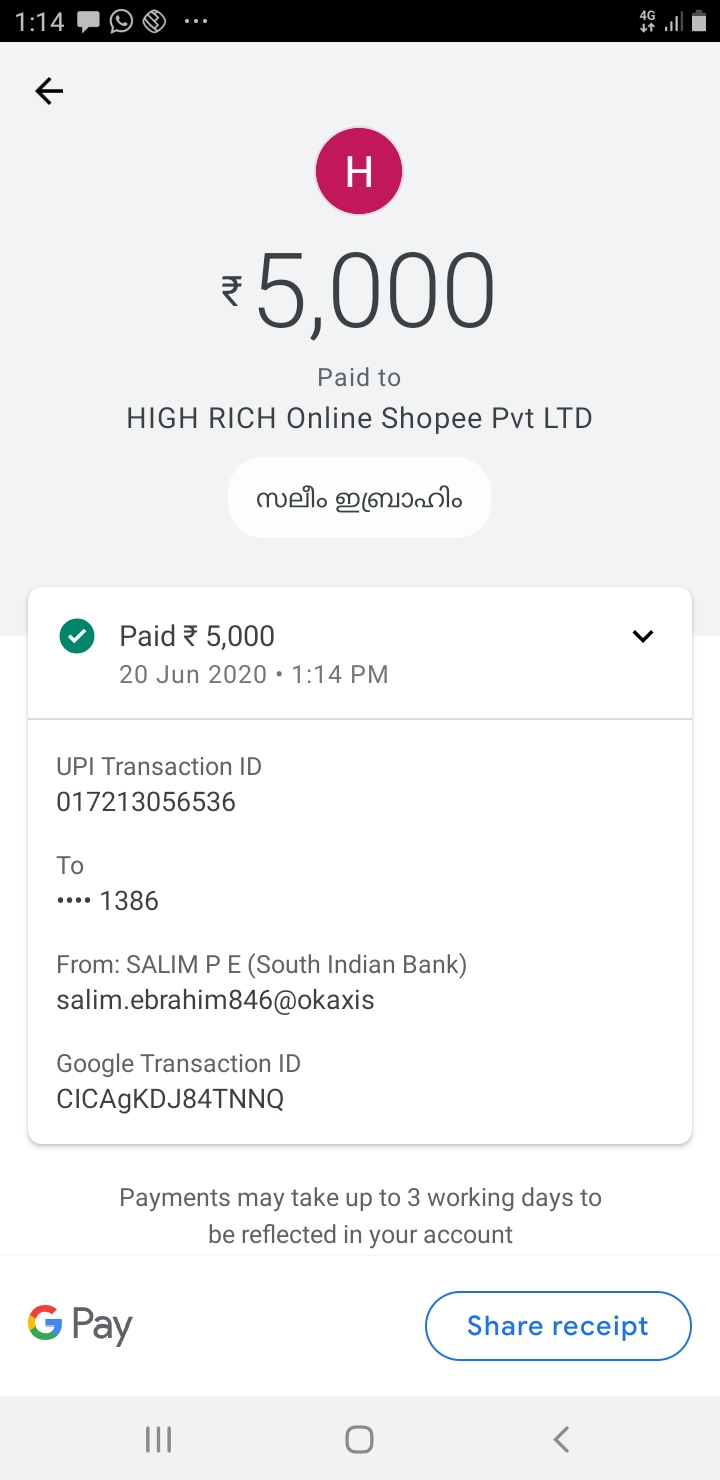 1:14
4G
H
₹5,000
Paid to
HIGH RICH Online Shopee Pvt LTD
സലീം ഇബ്രാഹിം
Paid ₹ 5,000
20 Jun 2020 • 1:14 PM
UPI Transaction ID
017213056536
To
•••• 1386
From: SALIM P E (South Indian Bank)
salim.ebrahim846@okaxis
Google Transaction ID
CICAgKDJ84TNNQ
Payments may take up to 3 working days to
be reflected in your account
G Pay
Share receipt